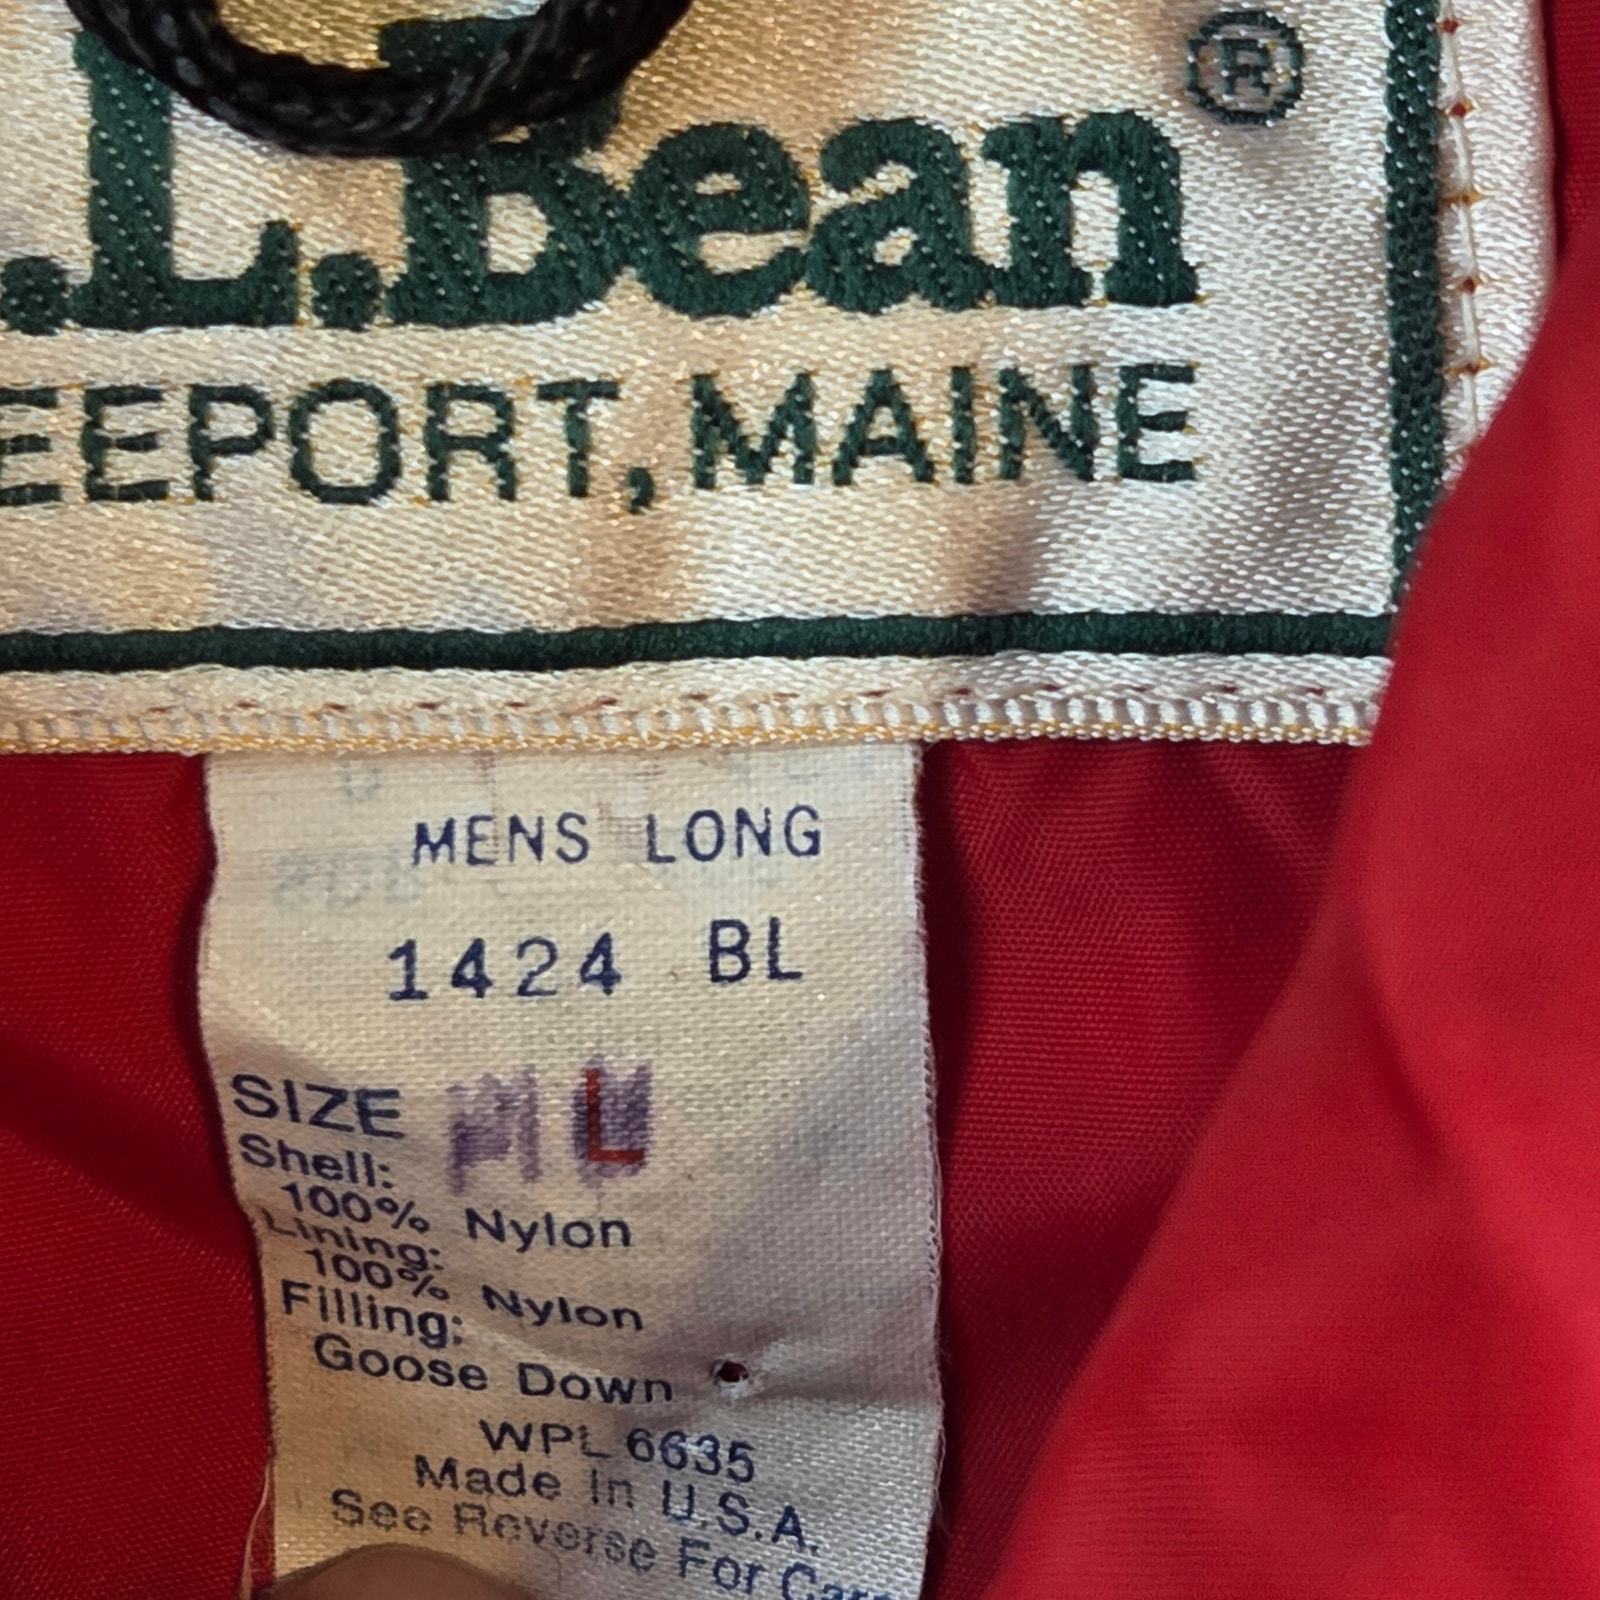 .L.Bean®
EEPORT, MAINE
MENS LONG
1424 BL
SIZE L
Shell:
100% Nylon
Lining:
100% Nylon
Filling:
Goose Down
WPL 6635
Made In U.S.A.
See Reverse For Care